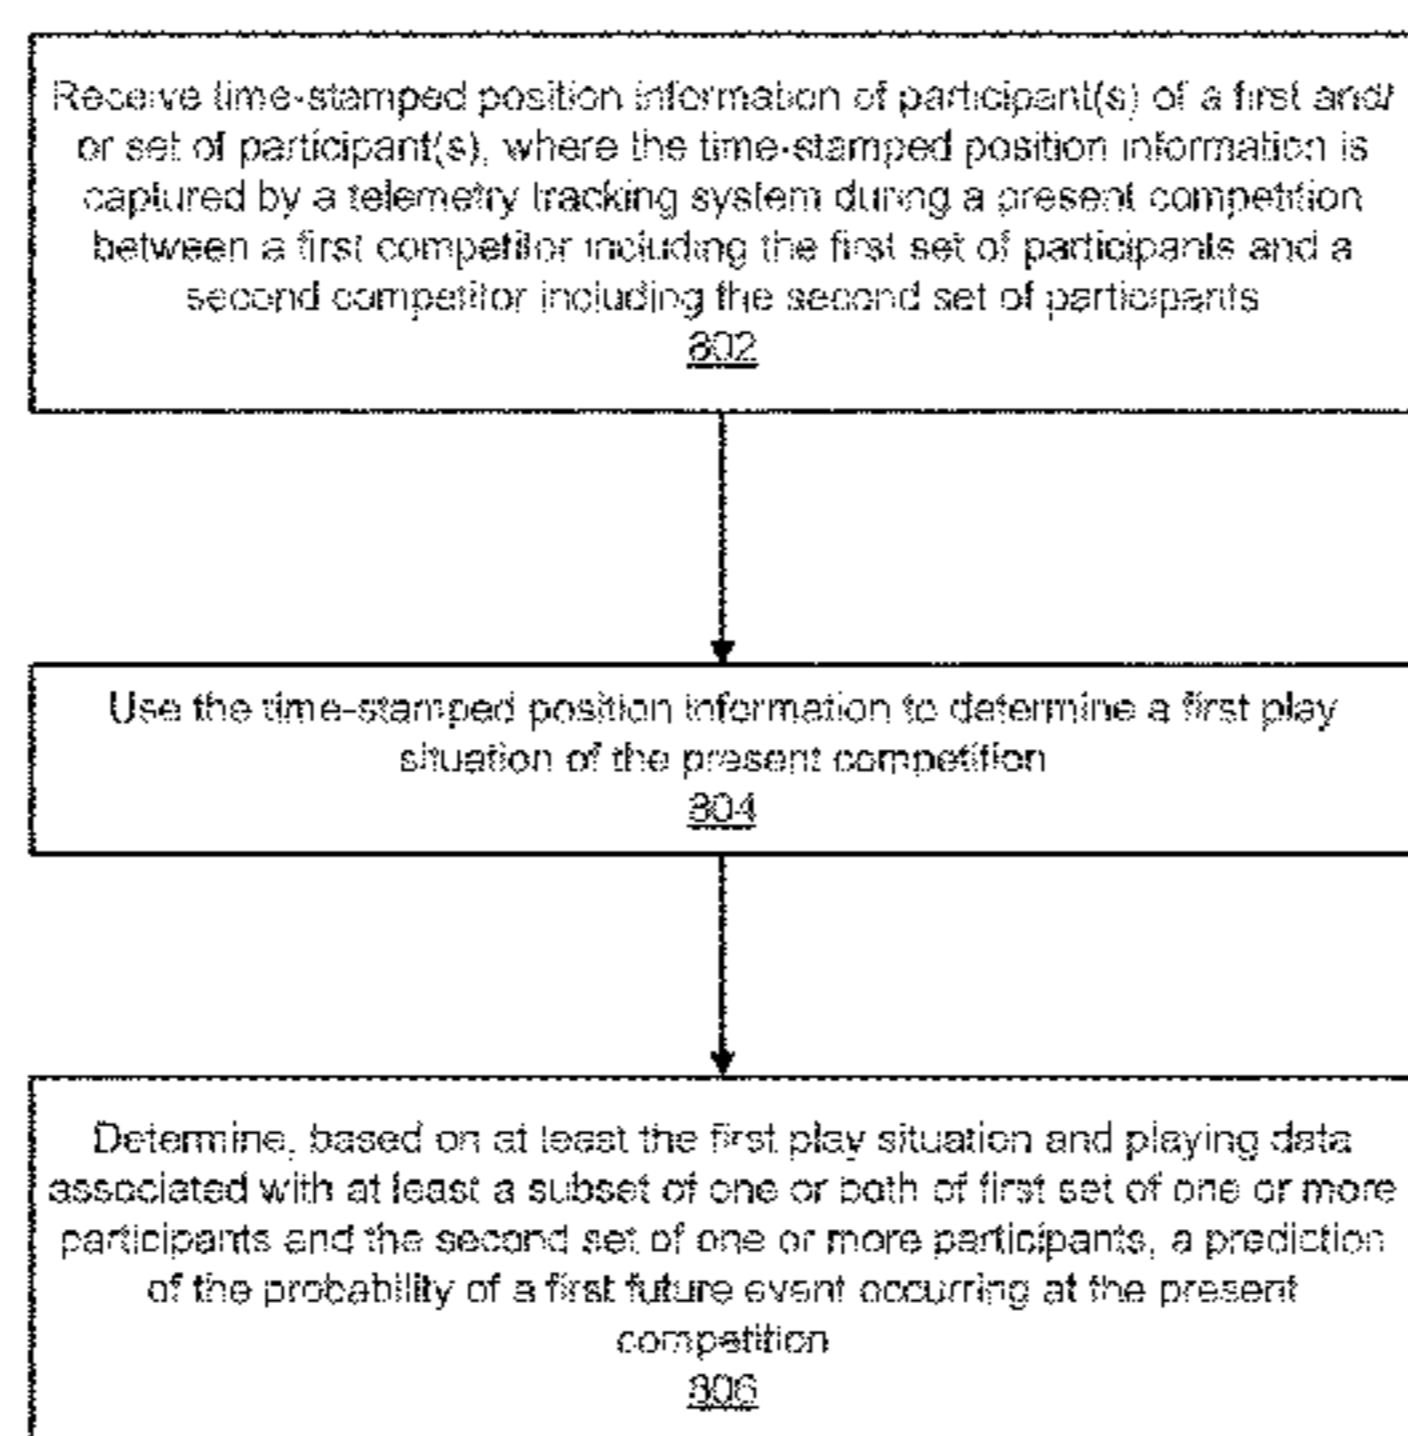 Receive time-stamped position information of participant(s) of a first and/
or set of participant(s), where the time-stamped position information is
captured by a telemetry tracking system during a present competition
between a first competitor including the first set of participants and a
second competitor including the second set of participants
802
Use the time-stamped position information to determine a first play
situation of the present competition
804
Determine, based on at least the first play situation and playing data
associated with at least a subset of one or both of first set of one or more
participants and the second set of one or more participants, a prediction
of the probability of a first future event occurring at the present
competition
806